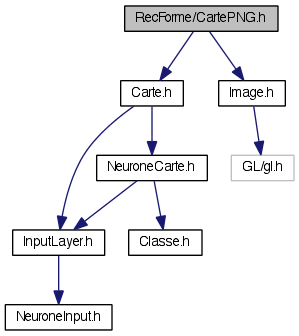 RecForme/CartePNG.h
Carte.h
Image.h
NeuroneCarte.h
GL/gl.h
InputLayer.h
Classe.h
NeuroneInput.h